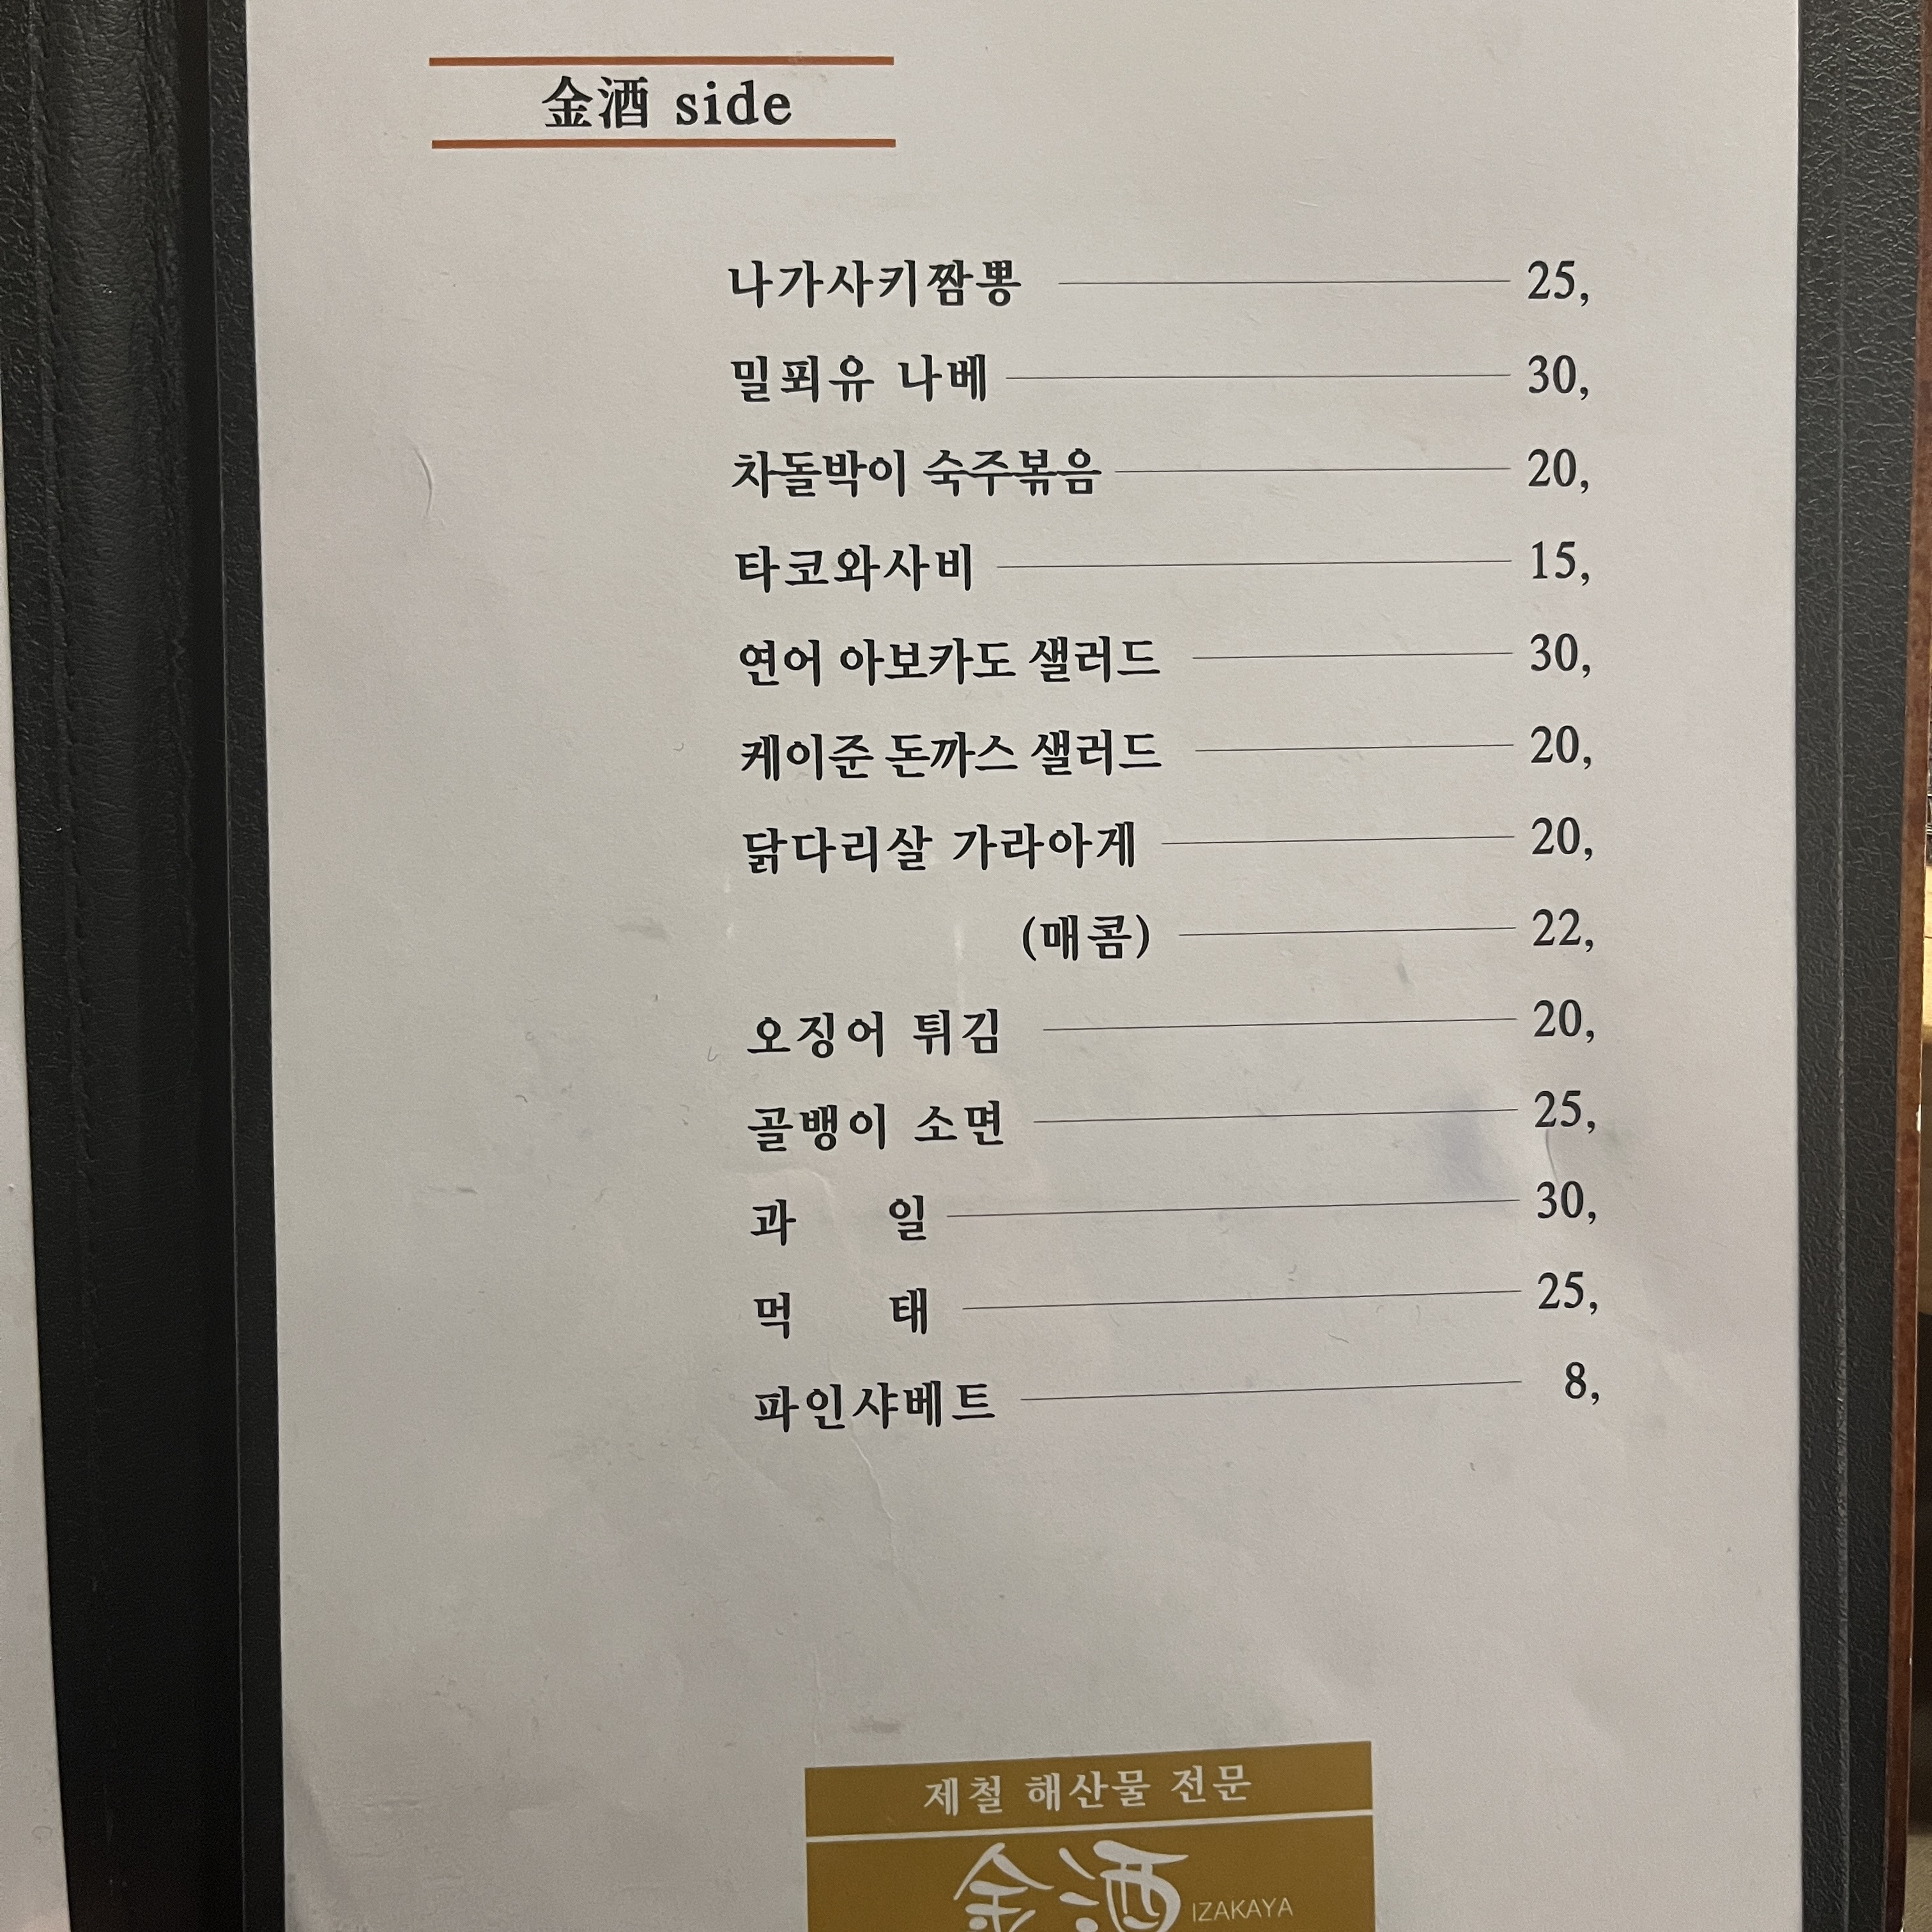 金酒 side
나가사키짬뽕 25,
밀푀유 나베 30,
차돌박이 숙주볶음 20,
타코와사비 15,
연어 아보카도 샐러드 30,
케이준 돈까스 샐러드 20,
닭다리살 가라아게 20,
(매콤) 22,
오징어 튀김 20,
골뱅이 소면 25,
과 일 30,
먹 태 25,
파인샤베트 8,
제철 해산물 전문
金酒 IZAKAYA